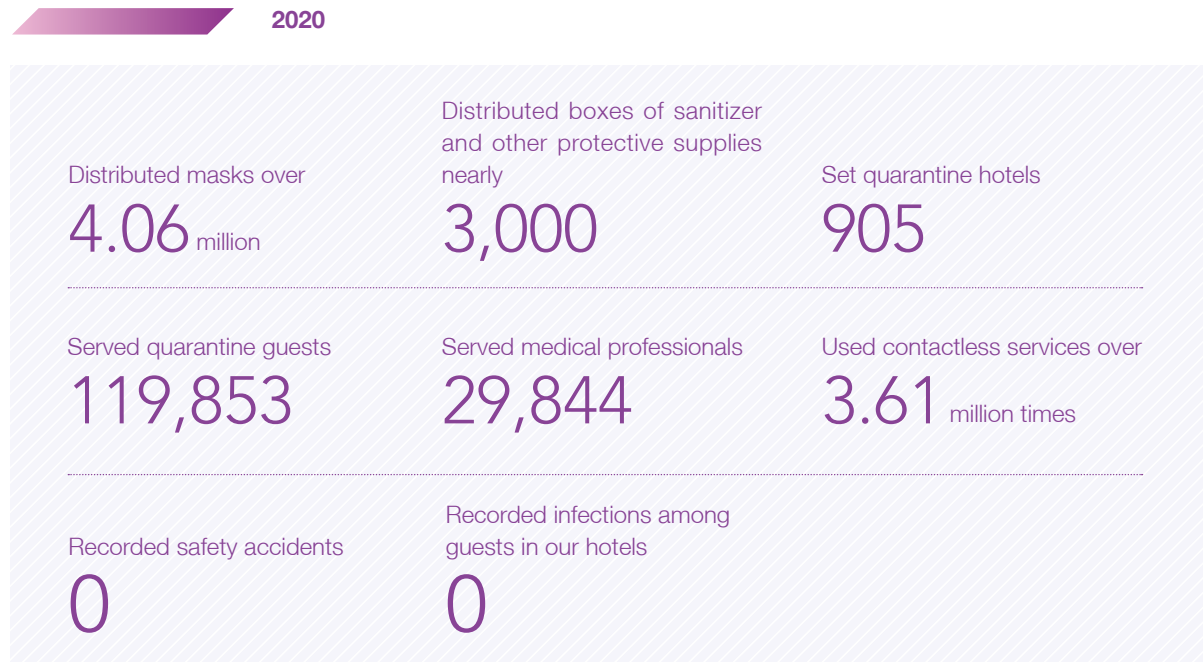 2020
Distributed masks over
4.06 million
Distributed boxes of sanitizer
and other protective supplies
nearly
3,000
Set quarantine hotels
905
Served quarantine guests
119,853
Served medical professionals
29,844
Used contactless services over
3.61 million times
Recorded safety accidents
0
Recorded infections among
guests in our hotels
0